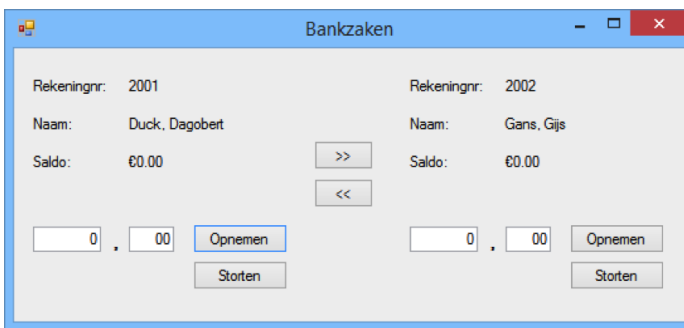 Bankzaken
Rekeningnr: 2001
Naam: Duck, Dagobert
Saldo: €0.00
>>
<<
0 , 00 Opnemen
Storten
Rekeningnr: 2002
Naam: Gans, Gijs
Saldo: €0.00
0 , 00 Opnemen
Storten